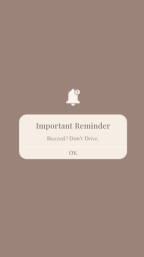 Important Reminder
Buzzed? Don't Drive.
OK